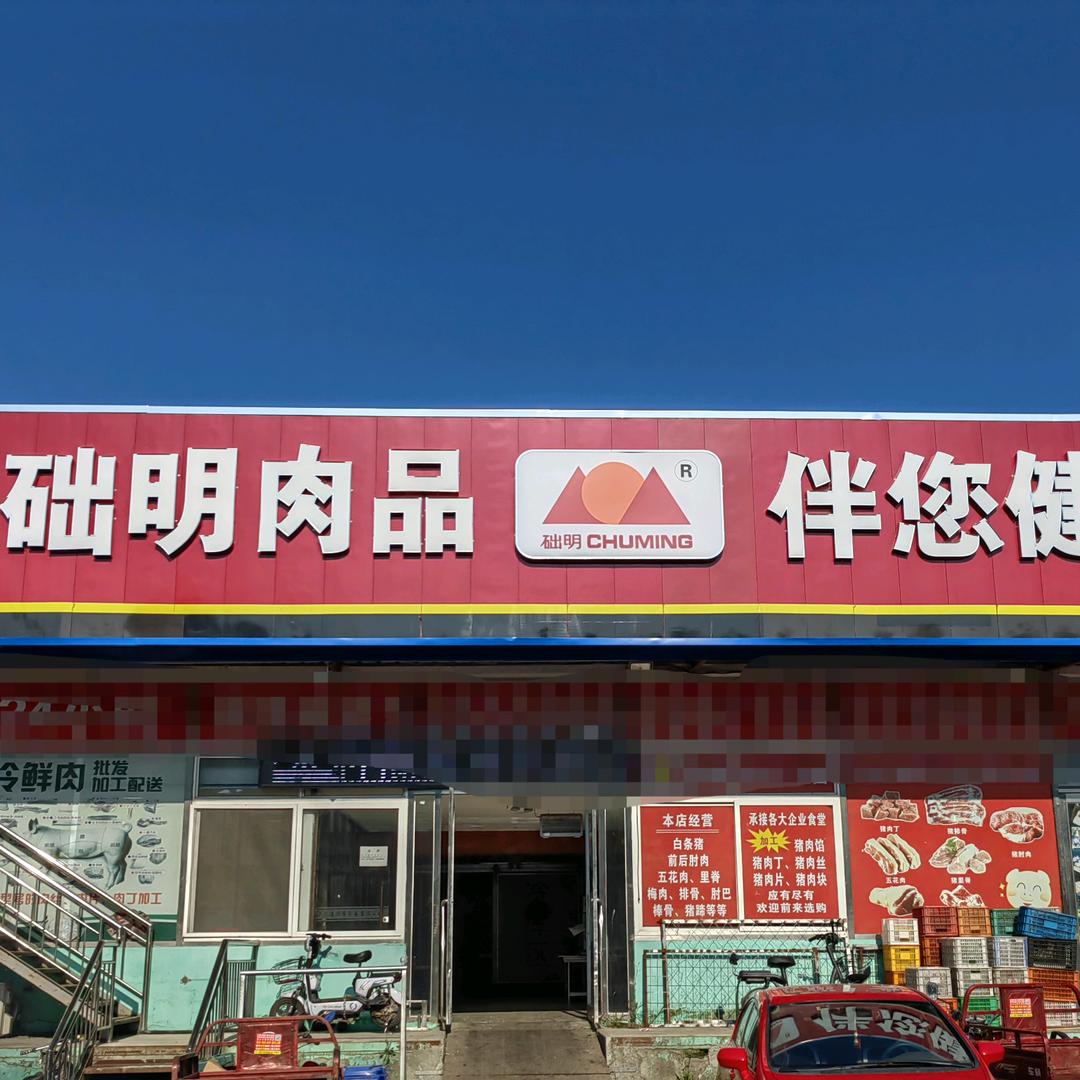 础明肉品
伴您健
®
础明 CHUMING
冷鲜肉 批发
加工配送
肉丁加工
本店经营
白条猪
前后肘肉
五花肉、里脊
梅肉、排骨、肘巴
棒骨、猪蹄等等
承接各大企业食堂
加工 猪肉馅
猪肉丁、猪肉丝
猪肉片、猪肉块
应有尽有
欢迎前来选购
猪肉丁
猪排骨
猪肘肉
五花肉
猪里脊